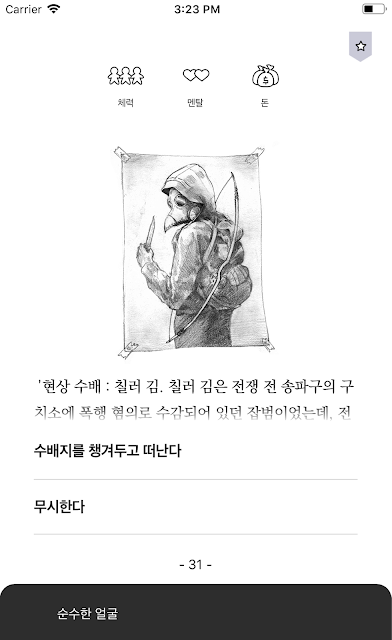 Carrier 3:23 PM
체력 멘탈 돈
$
'현상 수배 : 칠러 김. 칠러 김은 전쟁 전 송파구의 구
치소에 폭행 혐의로 수감되어 있던 잡범이었는데, 전
수배지를 챙겨두고 떠난다
무시한다
- 31 -
순수한 얼굴